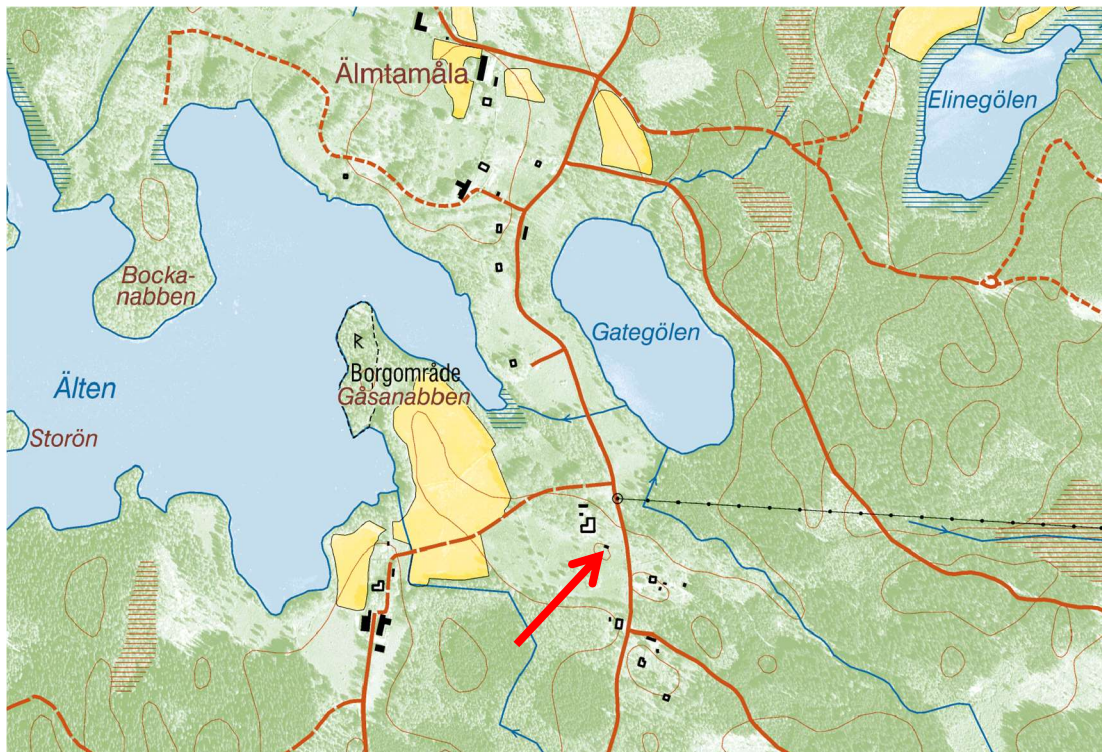 Älmtamåla
Elinegölen
Bocka-
nabben
Gategölen
Borgområde
Gåsanabben
Älten
Storön
R